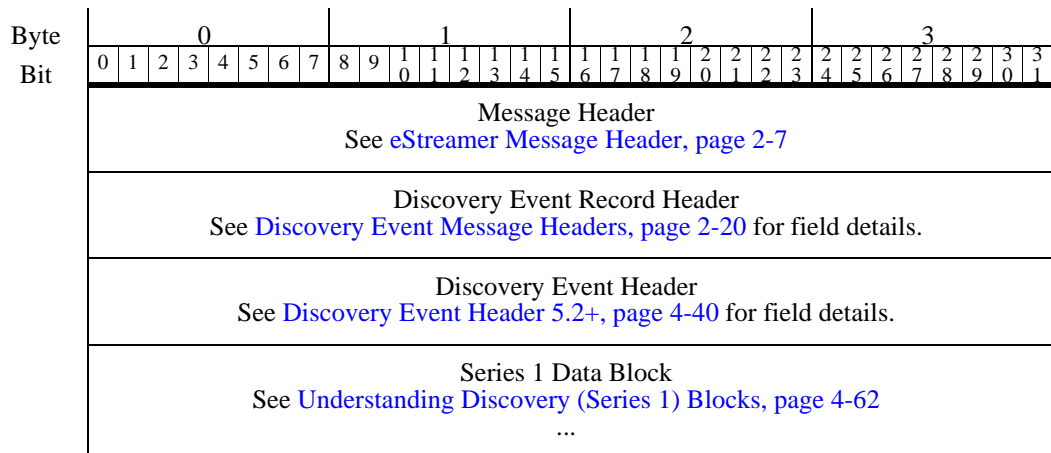 Byte 0 1 2 3
Bit 0 1 2 3 4 5 6 7 8 9 10 11 12 13 14 15 16 17 18 19 20 21 22 23 24 25 26 27 28 29 30 31
Message Header
See eStreamer Message Header, page 2-7
Discovery Event Record Header
See Discovery Event Message Headers, page 2-20 for field details.
Discovery Event Header
See Discovery Event Header 5.2+, page 4-40 for field details.
Series 1 Data Block
See Understanding Discovery (Series 1) Blocks, page 4-62
...